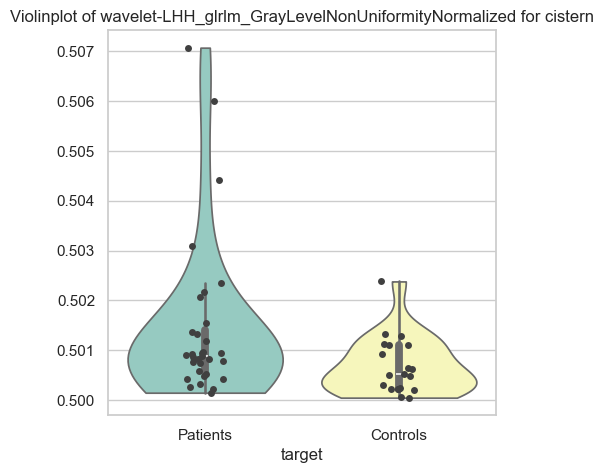 Violinplot of wavelet-LHH_glrlm_GrayLevelNonUniformityNormalized for cistern
0.507
0.506
0.505
0.504
0.503
0.502
0.501
0.500
Patients Controls
target